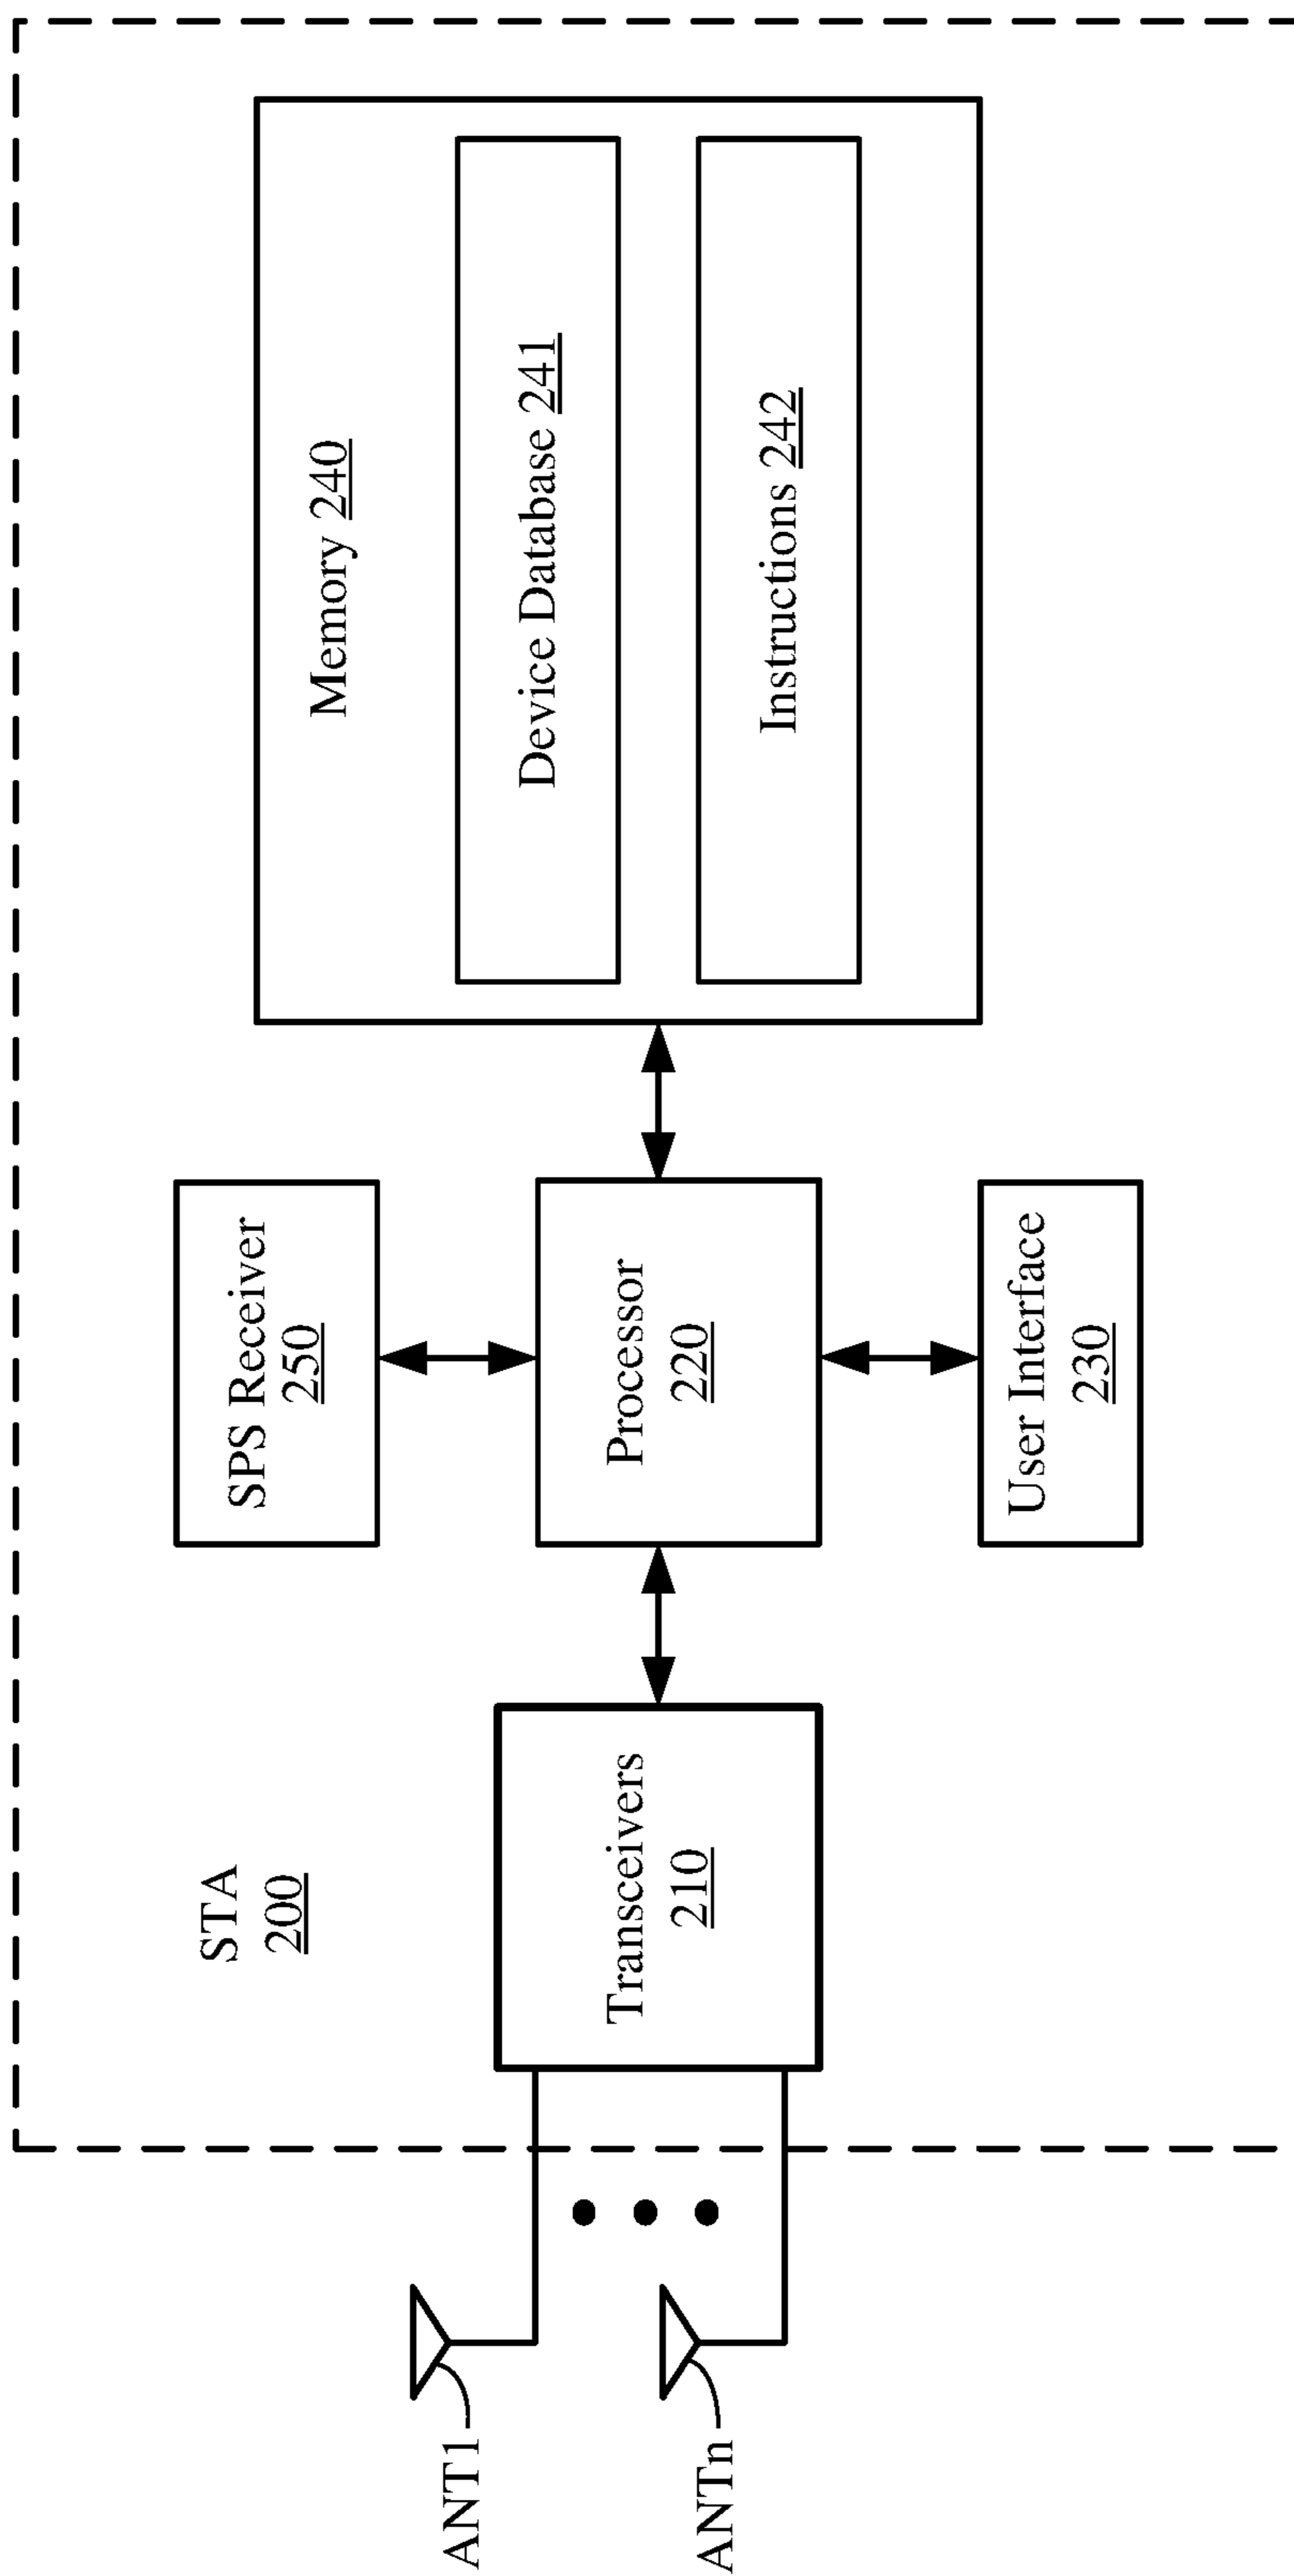 STA
200
SPS Receiver
250
Memory 240
Device Database 241
Instructions 242
ANT1
ANTn
Transceivers
210
Processor
220
User Interface
230